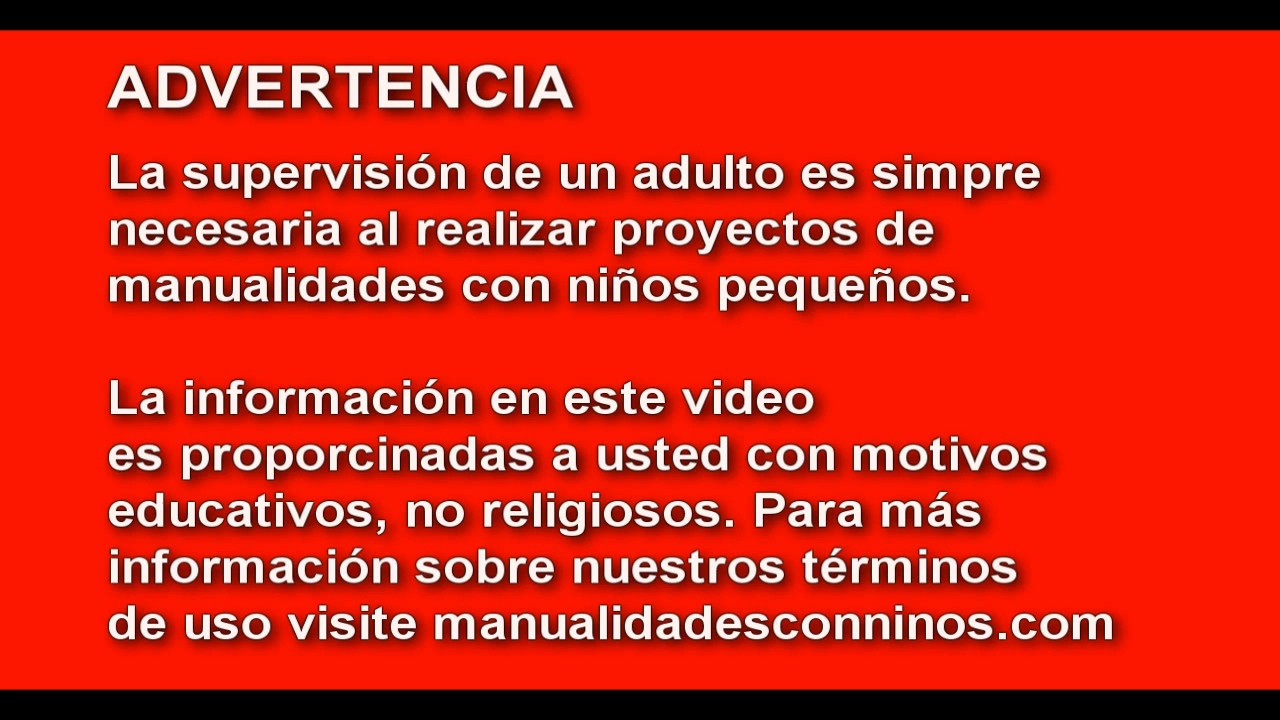 ADVERTENCIA
La supervisión de un adulto es simpre
necesaria al realizar proyectos de
manualidades con niños pequeños.
La información en este video
es proporcinadas a usted con motivos
educativos, no religiosos. Para más
información sobre nuestros términos
de uso visite manualidadesconninos.com